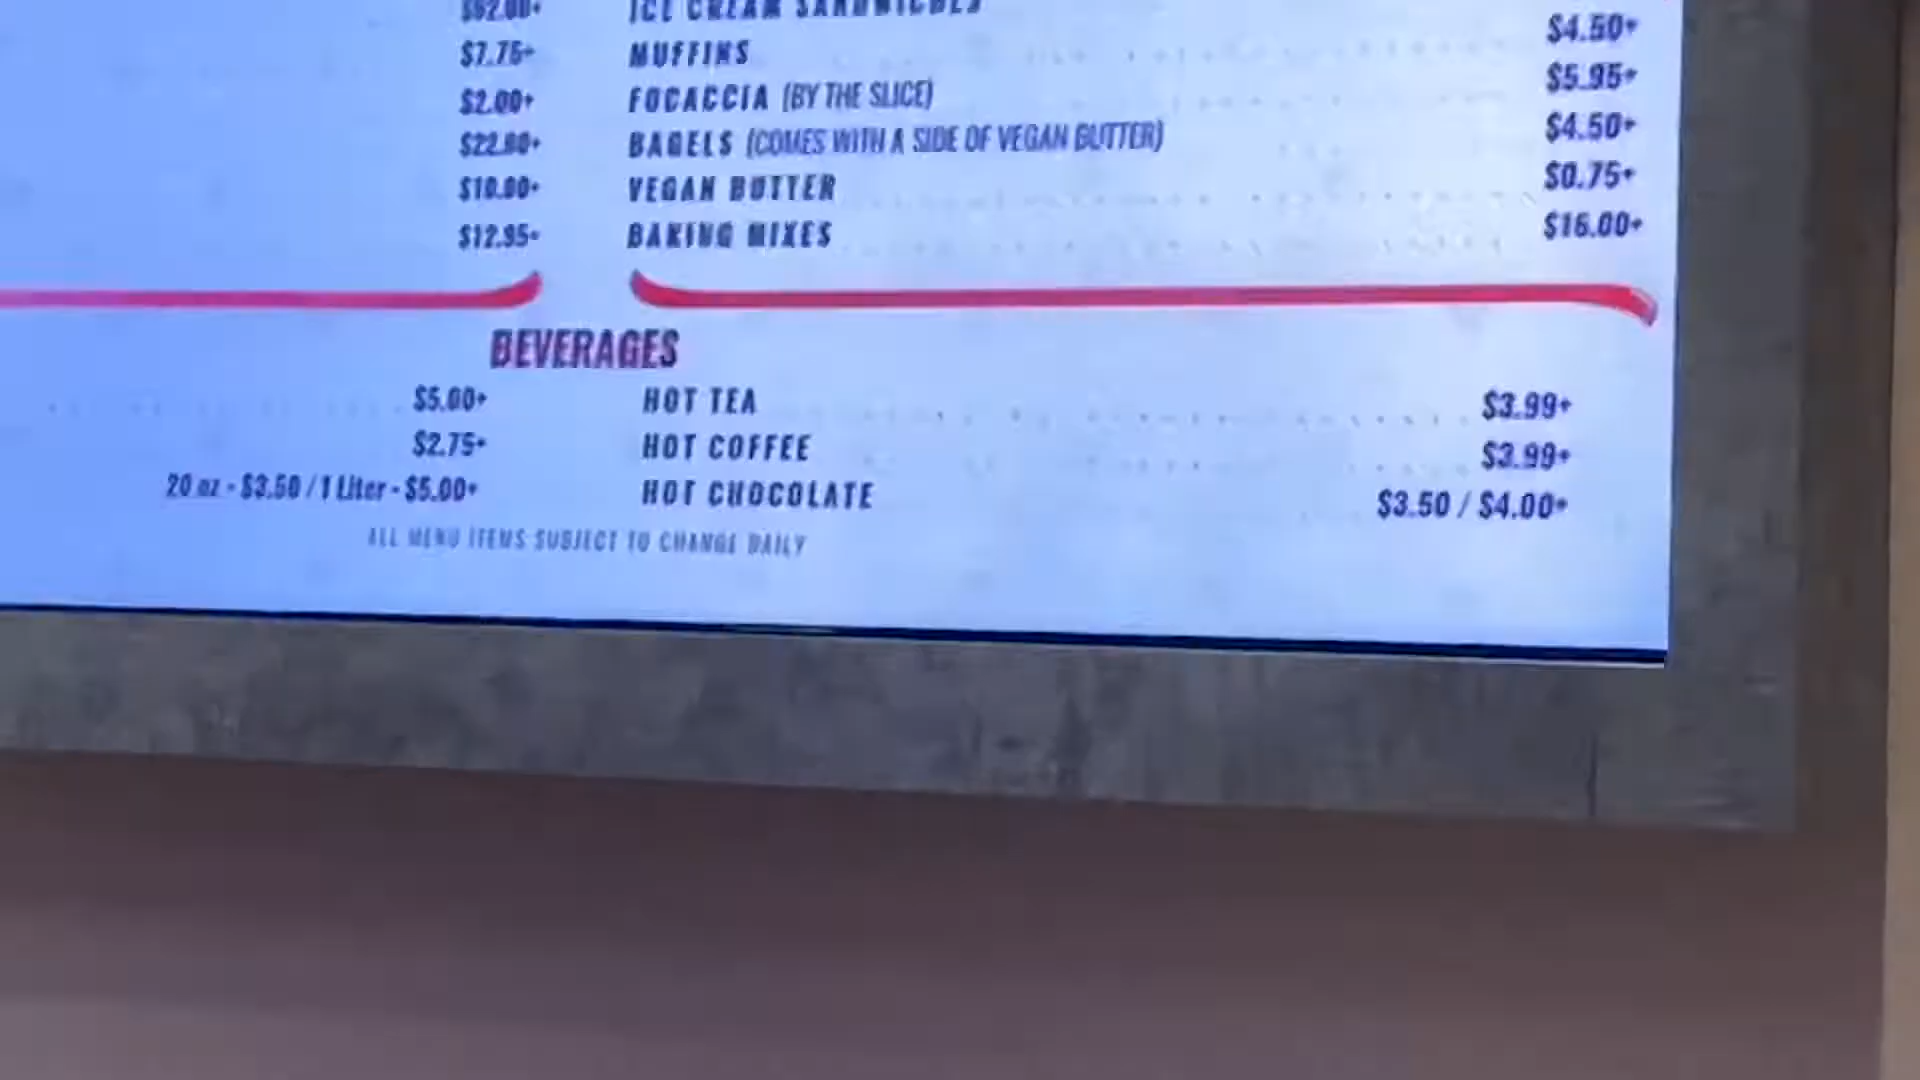 $62.00+ ICE CREAM SANDWICHES
$7.75+ MUFFINS $4.50+
$2.00+ FOCACCIA (BY THE SLICE) $5.95+
BAGELS (COMES WITH A SIDE OF VEGAN BUTTER) $4.50+
$10.00+ VEGAN BUTTER $0.75+
$12.95+ BAKING MIXES $16.00+
BEVERAGES
$5.00+ HOT TEA $3.99+
$2.75+ HOT COFFEE $3.99+
20 oz - $3.50 / 1 Liter - $5.00+ HOT CHOCOLATE $3.50 / $4.00+
ALL MENU ITEMS SUBJECT TO CHANGE DAILY